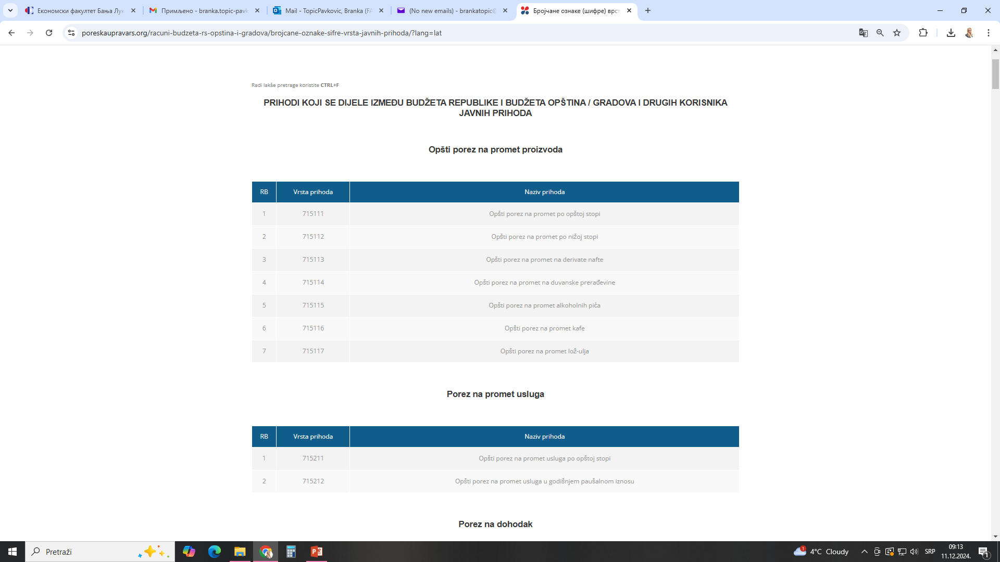 Економски факултет Бања Лук
Примљено - branka.topic-pavk
Mail - TopicPavkovic, Branka (FA
(No new emails) - brankatopic@
Бројчане ознаке (шифре) врст
poreskaupravars.org/racuni-budzeta-rs-opstina-i-gradova/brojcane-oznake-sifre-vrsta-javnih-prihoda/?lang=lat
Radi lakše pretrage koristite CTRL+F
PRIHODI KOJI SE DIJELE IZMEĐU BUDŽETA REPUBLIKE I BUDŽETA OPŠTINA / GRADOVA I DRUGIH KORISNIKA
JAVNIH PRIHODA
Opšti porez na promet proizvoda
RB Vrsta prihoda Naziv prihoda
1 715111 Opšti porez na promet po opštoj stopi
2 715112 Opšti porez na promet po nižoj stopi
3 715113 Opšti porez na promet na derivate nafte
4 715114 Opšti porez na promet na duvanske prerađevine
5 715115 Opšti porez na promet alkoholnih pića
6 715116 Opšti porez na promet kafe
7 715117 Opšti porez na promet lož-ulja
Porez na promet usluga
RB Vrsta prihoda Naziv prihoda
1 715211 Opšti porez na promet usluga po opštoj stopi
2 715212 Opšti porez na promet usluga u godišnjem paušalnom iznosu
Porez na dohodak
Pretraži
1 4°C Cloudy
SRP
09:13
11.12.2024.
1